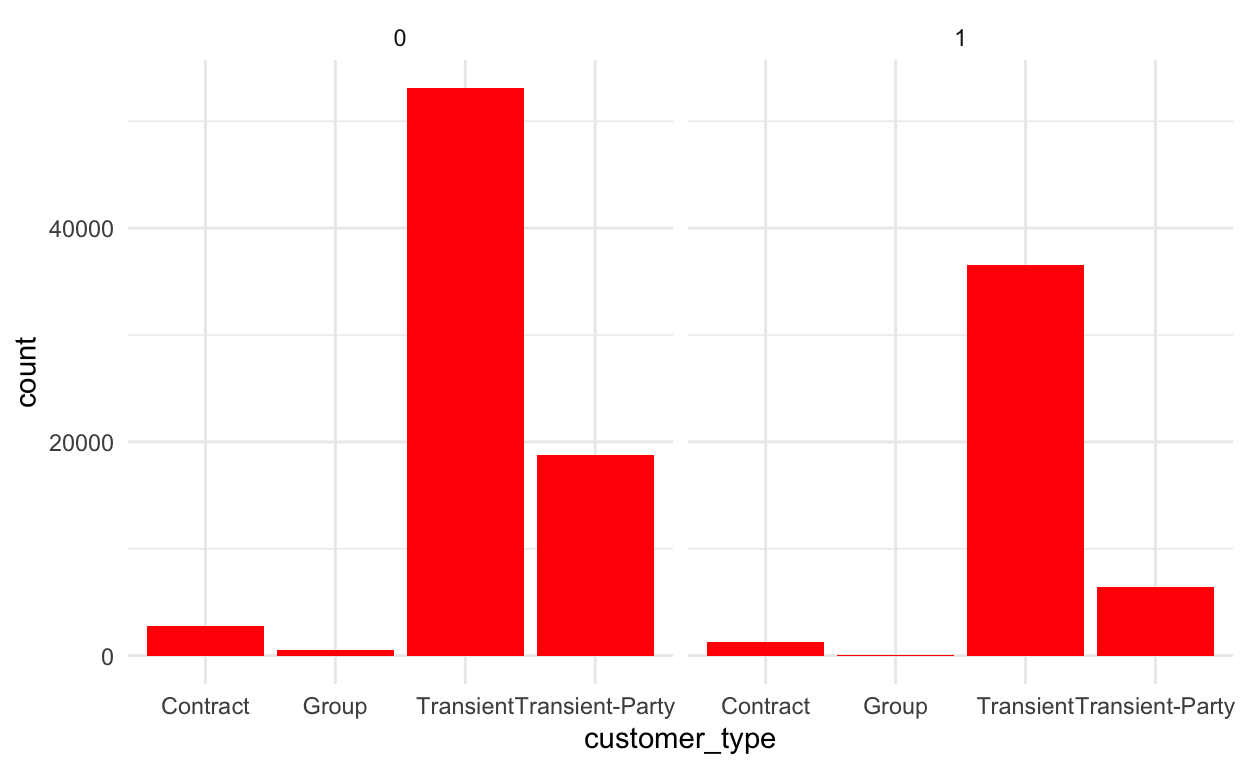 0 1
40000
20000
0
count
Contract Group Transient Transient-Party Contract Group Transient Transient-Party
customer_type